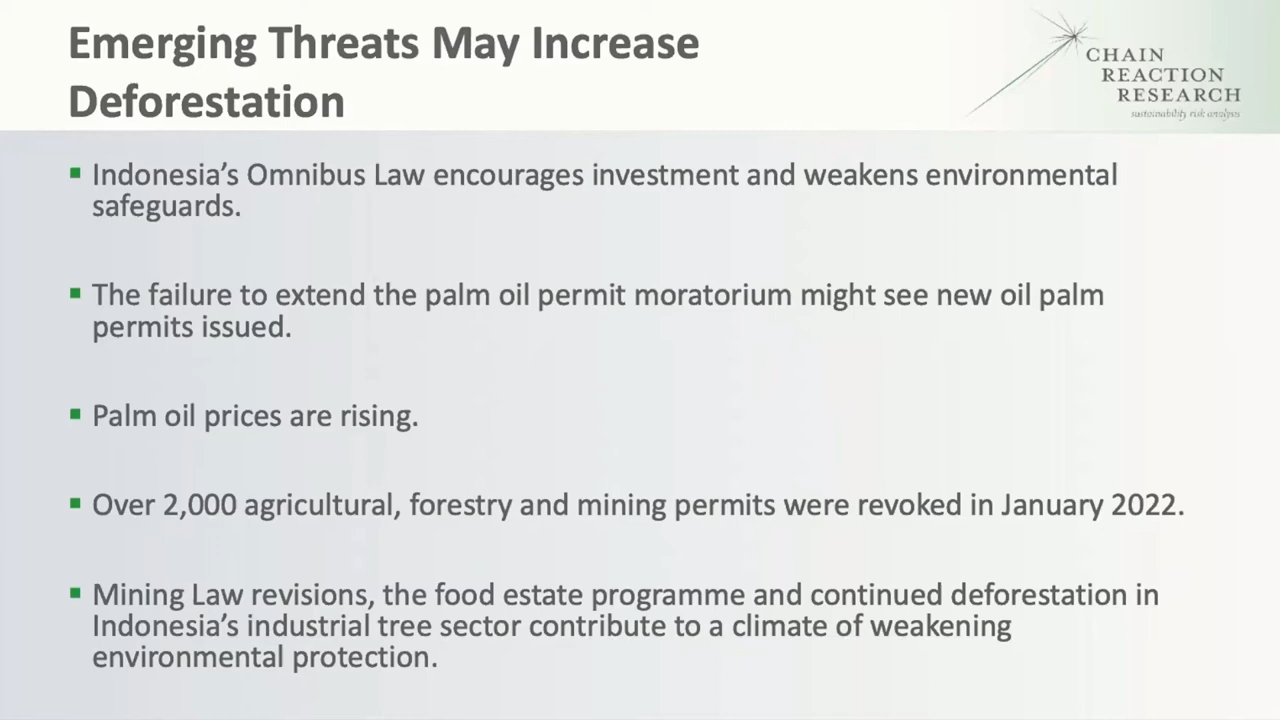 Emerging Threats May Increase
Deforestation
CHAIN
REACTION
RESEARCH
sustainability risk analysis
▪ Indonesia’s Omnibus Law encourages investment and weakens environmental
safeguards.
▪ The failure to extend the palm oil permit moratorium might see new oil palm
permits issued.
▪ Palm oil prices are rising.
▪ Over 2,000 agricultural, forestry and mining permits were revoked in January 2022.
▪ Mining Law revisions, the food estate programme and continued deforestation in
Indonesia’s industrial tree sector contribute to a climate of weakening
environmental protection.